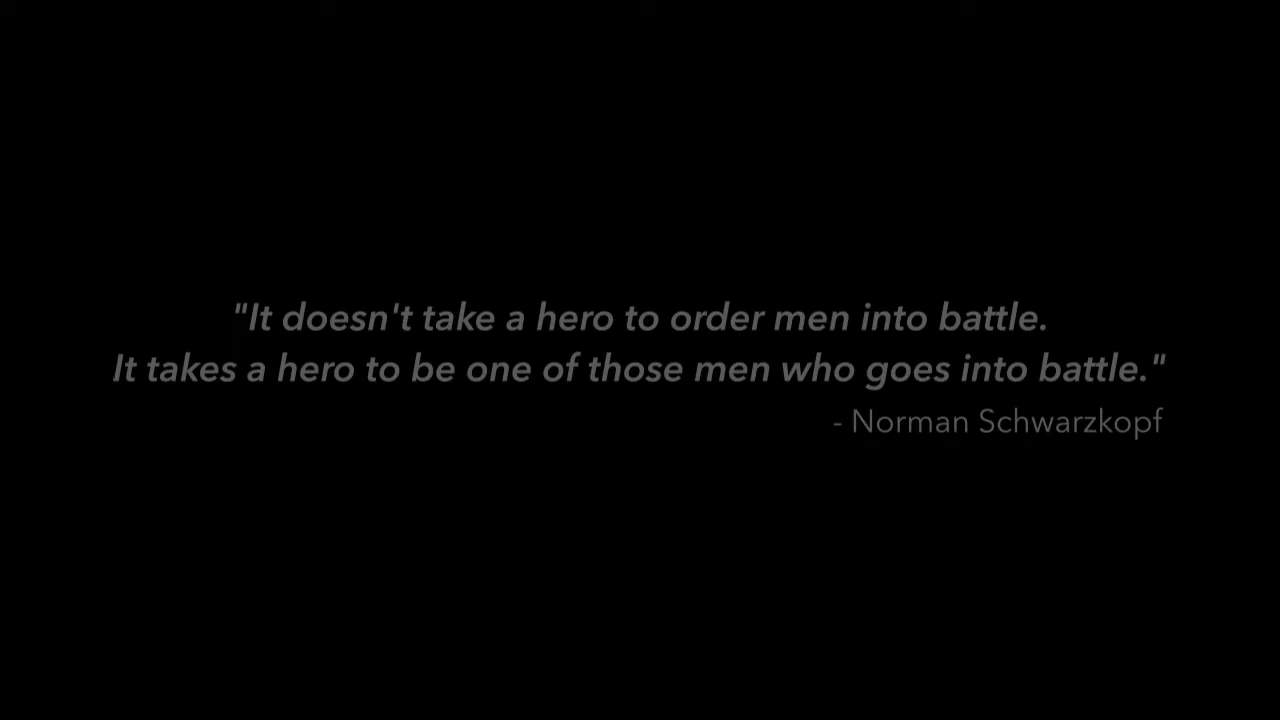 "It doesn't take a hero to order men into battle.
It takes a hero to be one of those men who goes into battle."
- Norman Schwarzkopf